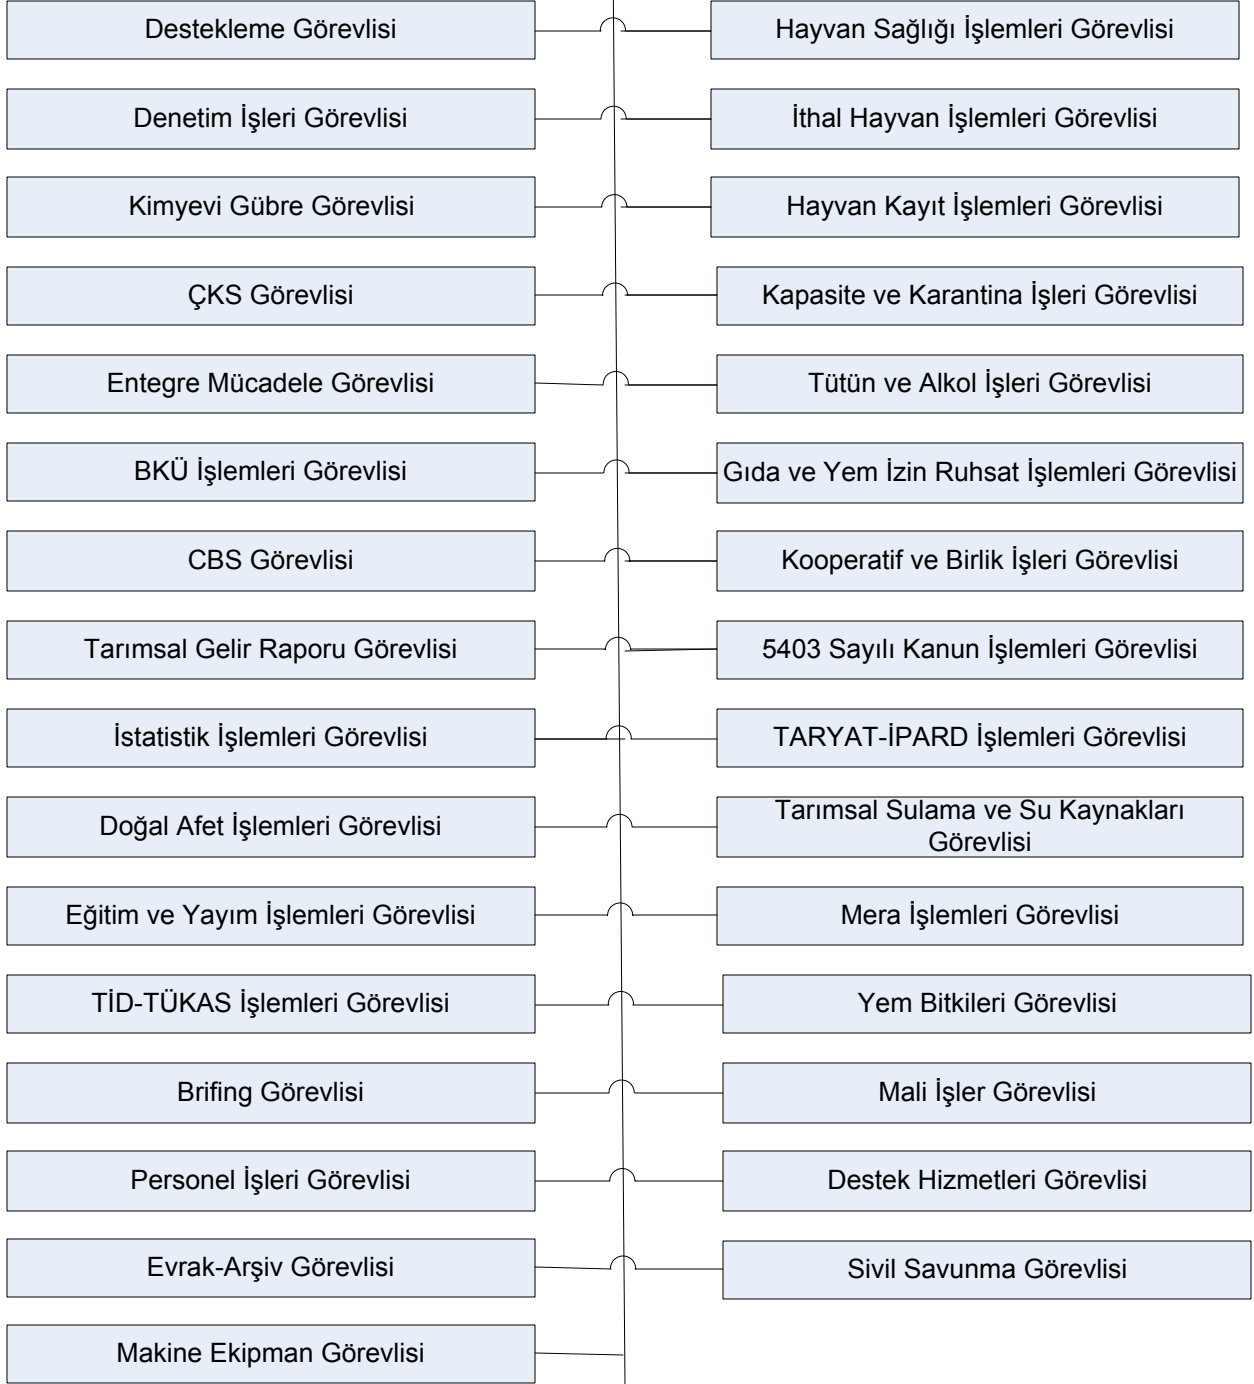 Destekleme Görevlisi
Hayvan Sağlığı İşlemleri Görevlisi
Denetim İşleri Görevlisi
İthal Hayvan İşlemleri Görevlisi
Kimyevi Gübre Görevlisi
Hayvan Kayıt İşlemleri Görevlisi
ÇKS Görevlisi
Kapasite ve Karantina İşleri Görevlisi
Entegre Mücadele Görevlisi
Tütün ve Alkol İşleri Görevlisi
BKÜ İşlemleri Görevlisi
Gıda ve Yem İzin Ruhsat İşlemleri Görevlisi
CBS Görevlisi
Kooperatif ve Birlik İşleri Görevlisi
Tarımsal Gelir Raporu Görevlisi
5403 Sayılı Kanun İşlemleri Görevlisi
İstatistik İşlemleri Görevlisi
TARYAT-İPARD İşlemleri Görevlisi
Doğal Afet İşlemleri Görevlisi
Tarımsal Sulama ve Su Kaynakları
Görevlisi
Eğitim ve Yayım İşlemleri Görevlisi
Mera İşlemleri Görevlisi
TİD-TÜKAS İşlemleri Görevlisi
Yem Bitkileri Görevlisi
Brifing Görevlisi
Mali İşler Görevlisi
Personel İşleri Görevlisi
Destek Hizmetleri Görevlisi
Evrak-Arşiv Görevlisi
Sivil Savunma Görevlisi
Makine Ekipman Görevlisi